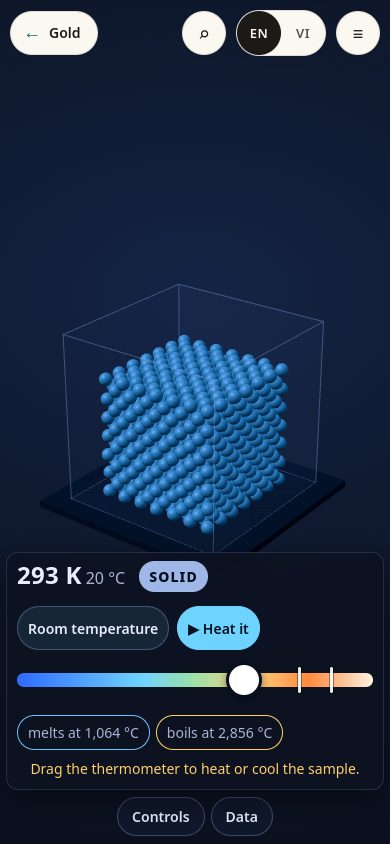 ← Gold
⌕
EN VI
≡
293 K 20 °C SOLID
Room temperature ▶ Heat it
melts at 1,064 °C boils at 2,856 °C
Drag the thermometer to heat or cool the sample.
Controls Data